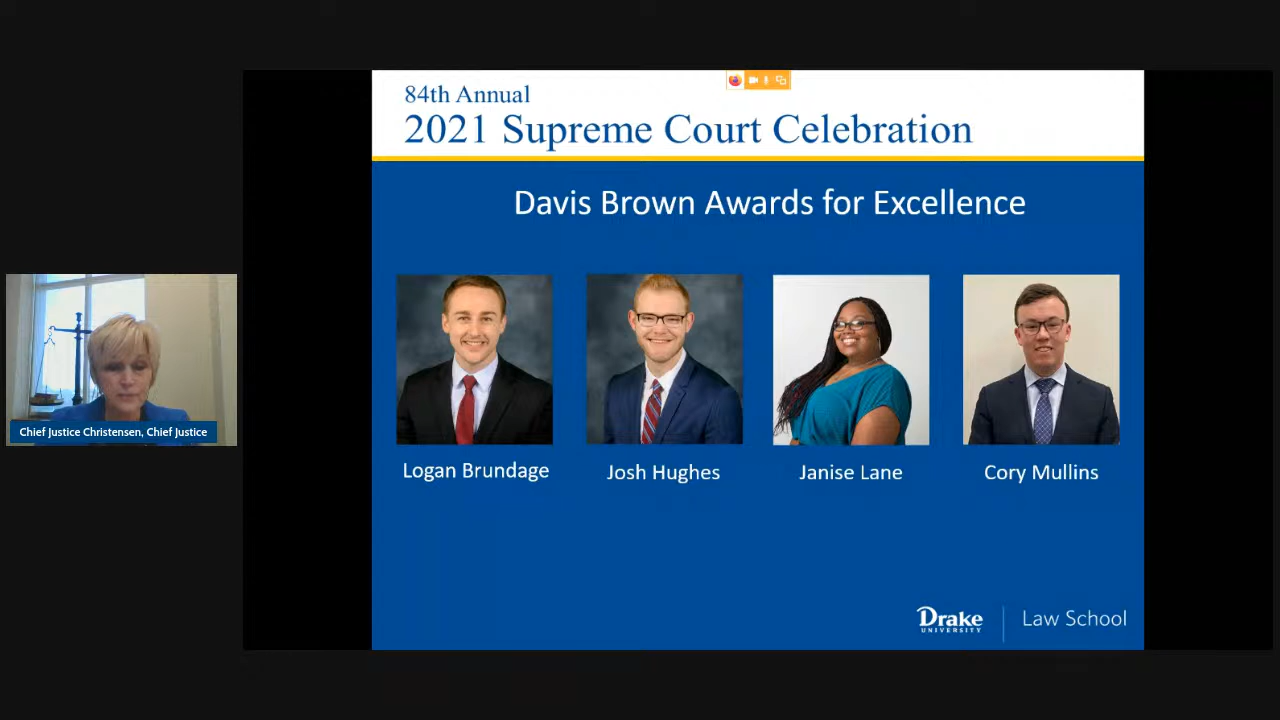 84th Annual
2021 Supreme Court Celebration
Davis Brown Awards for Excellence
Chief Justice Christensen, Chief Justice
Logan Brundage
Josh Hughes
Janise Lane
Cory Mullins
Drake
UNIVERSITY
Law School